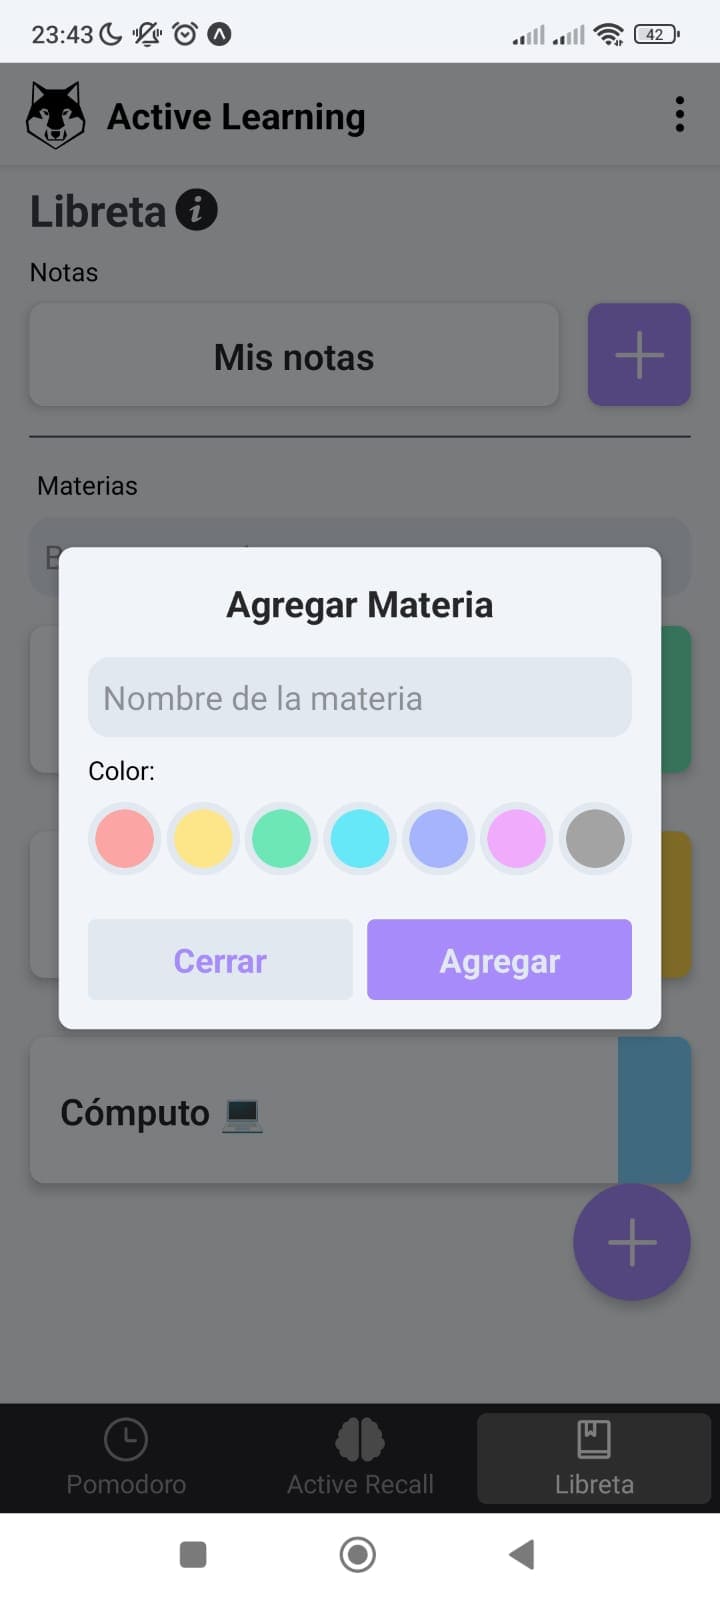 23:43
42
Active Learning
Libreta
Notas
Mis notas
Materias
Agregar Materia
Nombre de la materia
Color:
Cerrar
Agregar
Cómputo
Pomodoro
Active Recall
Libreta